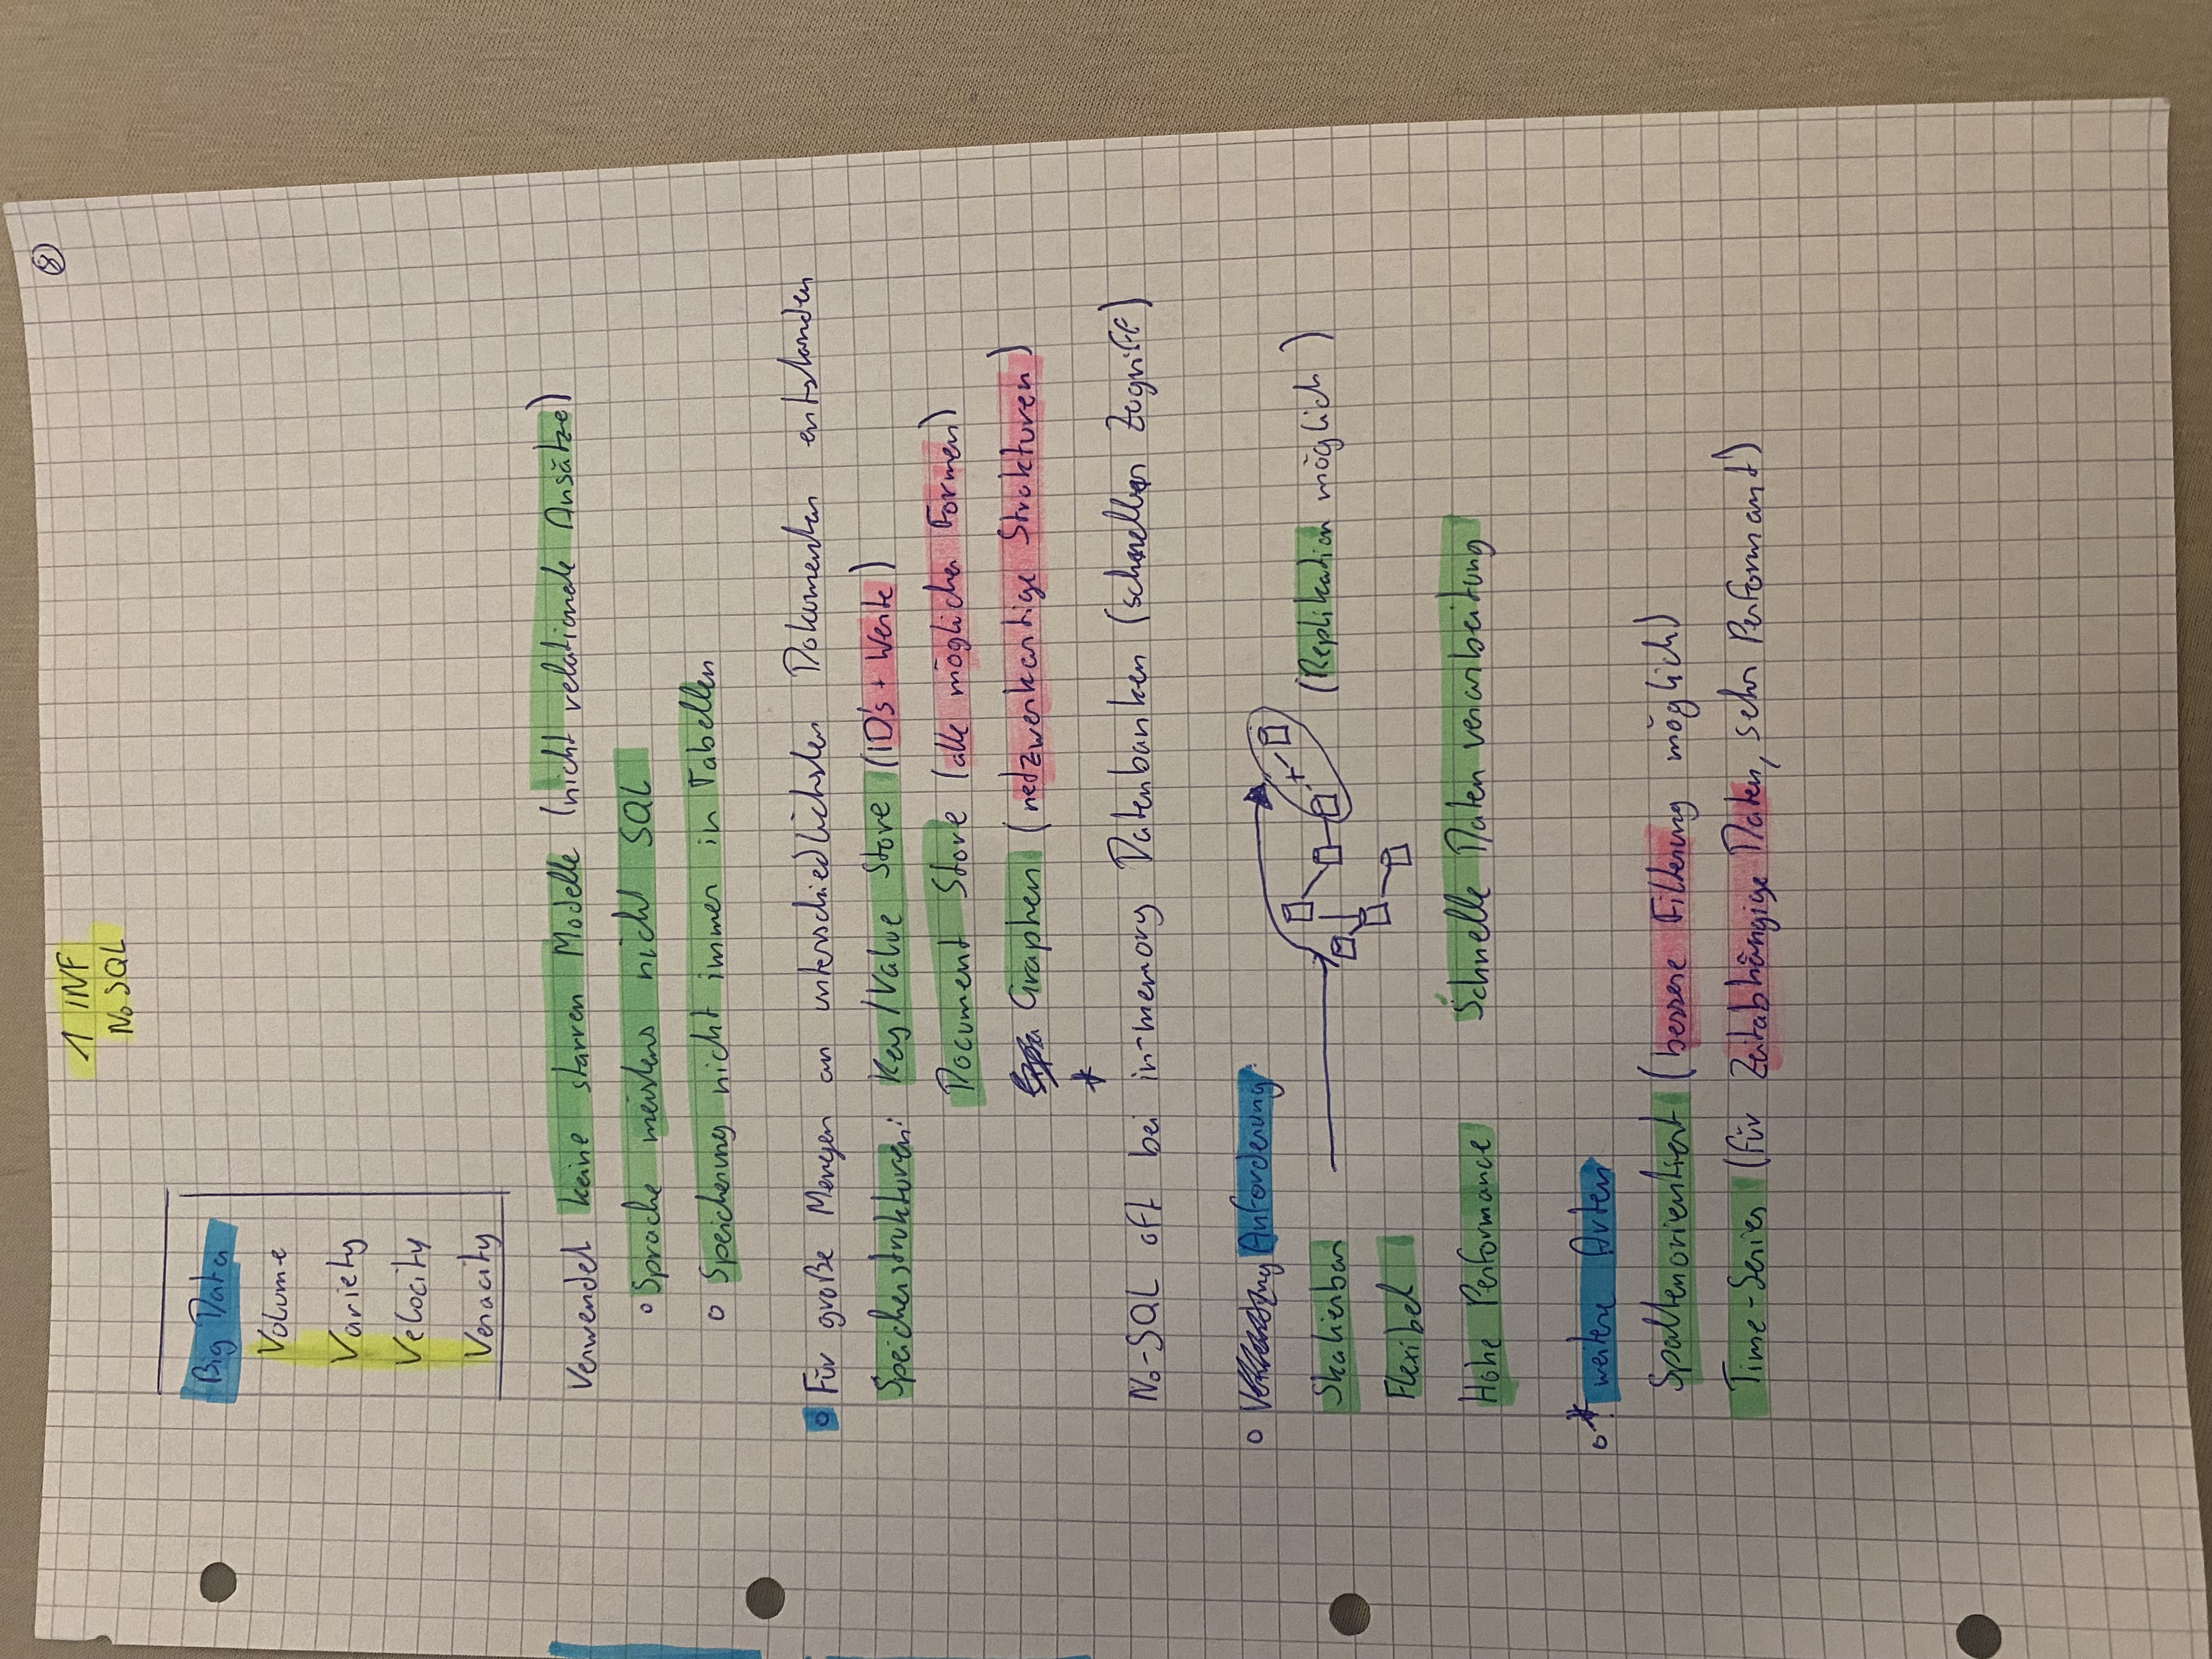 8
1 INF
No SQL
Big Data
Volume
Variety
Velocity
Veracity
Verwendet keine starren Modelle (nicht relationale Ansätze)
Sprache meistens nicht SQL
Speicherung nicht immer in Tabellen
Für große Mengen an unterschiedlichsten Dokumenten entstanden
Speicherstrukturen: Key/Value Store (ID's + Werte)
Document Store (alle möglichen Formen)
Graphen (netzwerkartige Strukturen)
*
No-SQL oft bei in-memory Datenbanken (schneller Zugriff)
Anforderung:
Skalierbar (Replikation möglich)
+
Flexibel
Hohe Performance Schnelle Datenverarbeitung
* weitere Arten
Spaltenorientiert (bessere Filterung möglich)
Time-Series (für Zeitabhängige Daten, sehr Performant)